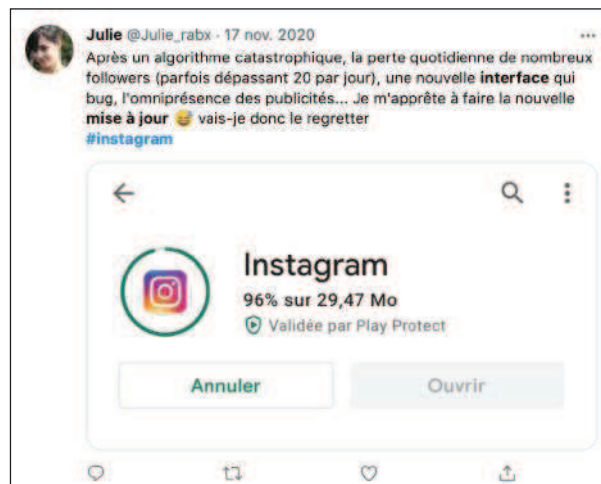 Julie @Julie_rabx · 17 nov. 2020
Après un algorithme catastrophique, la perte quotidienne de nombreux
followers (parfois dépassant 20 par jour), une nouvelle interface qui
bug, l'omniprésence des publicités... Je m'apprête à faire la nouvelle
mise à jour 😅 vais-je donc le regretter
#instagram
Instagram
96% sur 29,47 Mo
Validée par Play Protect
Annuler Ouvrir